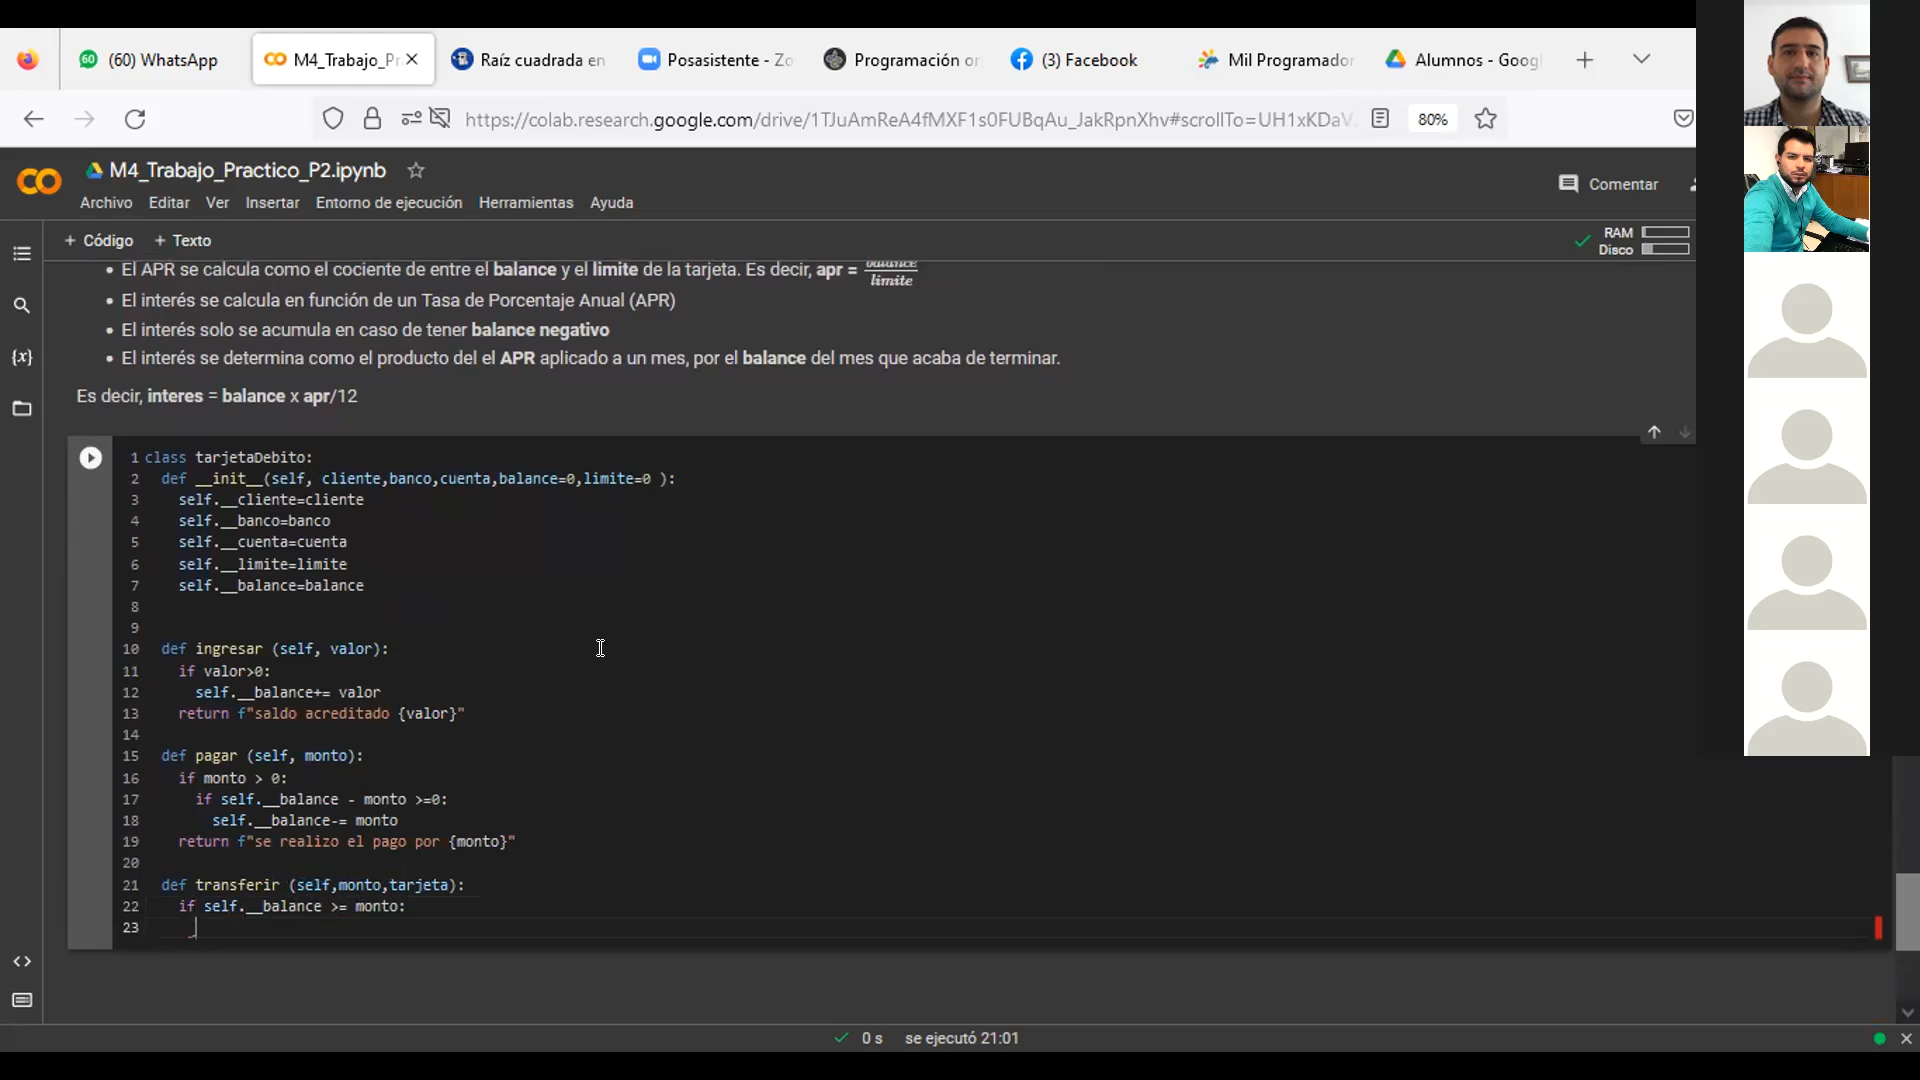 (60) WhatsApp
M4_Trabajo_Pr
Raíz cuadrada en
Posasistente - Zo
Programación or
(3) Facebook
Mil Programador
Alumnos - Googl
https://colab.research.google.com/drive/1TJuAmReA4fMXF1s0FUBqAu_JakRpnXhv#scrollTo=UH1xKDaV
80%
M4_Trabajo_Practico_P2.ipynb
Comentar
Archivo Editar Ver Insertar Entorno de ejecución Herramientas Ayuda
+ Código + Texto
RAM
Disco
• El APR se calcula como el cociente de entre el balance y el limite de la tarjeta. Es decir, apr = balance
limite
• El interés se calcula en función de un Tasa de Porcentaje Anual (APR)
• El interés solo se acumula en caso de tener balance negativo
• El interés se determina como el producto del el APR aplicado a un mes, por el balance del mes que acaba de terminar.
Es decir, interes = balance x apr/12
1 class tarjetaDebito:
2 def __init__(self, cliente,banco,cuenta,balance=0,limite=0 ):
3 self.__cliente=cliente
4 self.__banco=banco
5 self.__cuenta=cuenta
6 self.__limite=limite
7 self.__balance=balance
8
9
10 def ingresar (self, valor):
11 if valor>0:
12 self.__balance+= valor
13 return f"saldo acreditado {valor}"
14
15 def pagar (self, monto):
16 if monto > 0:
17 if self.__balance - monto >=0:
18 self.__balance-= monto
19 return f"se realizo el pago por {monto}"
20
21 def transferir (self,monto,tarjeta):
22 if self.__balance >= monto:
23
0 s se ejecutó 21:01